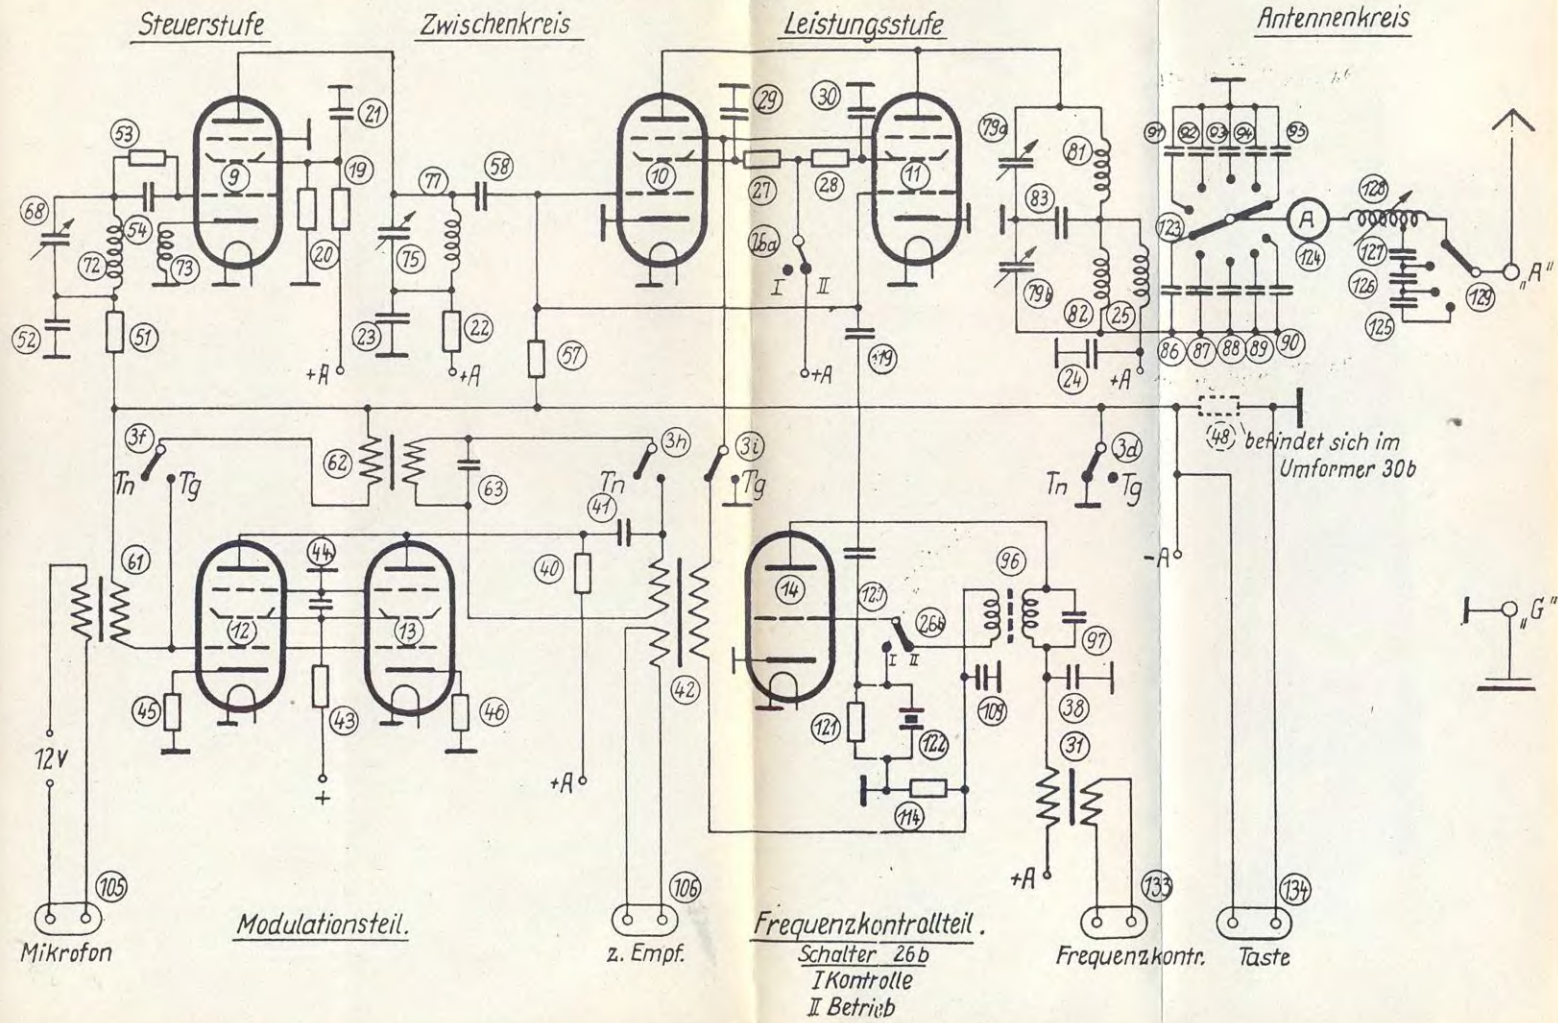 Steuerstufe
Zwischenkreis
Leistungsstufe
Antennenkreis
53
9
21
19
54
68
72
73
20
52
51
+A
77
58
75
23
22
+A
57
29
30
10
27
28
11
26a
I II
+A
79a
81
83
79b
82
25
24
+A
91 92 93 94 95
123
A
124
128
127
126
125
129
„A"
86 87 88 89 90
48 befindet sich im
Umformer 30b
3f
Tn Tg
62
63
3h
Tn
3i
Tg
3d
Tn Tg
-A
61
44
12
13
41
40
45
43
46
+
+A
42
14
26b
I II
96
97
121
122
109
38
31
114
+A
„G"
12V
105
106
133
134
Mikrofon
Modulationsteil.
z. Empf.
Frequenzkontrollteil.
Schalter 26b
I Kontrolle
II Betrieb
Frequenzkontr.
Taste